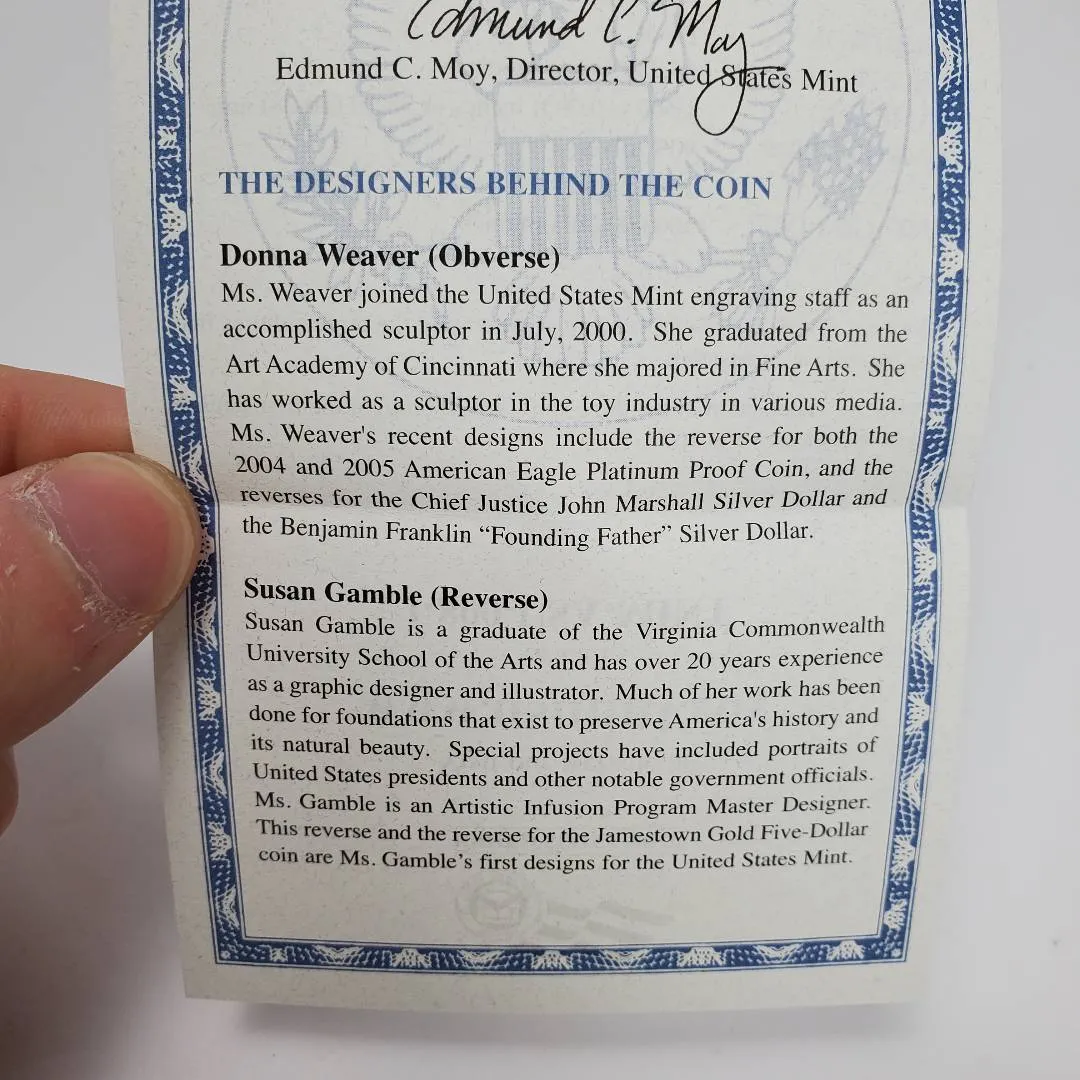 Edmund C. Moy
Edmund C. Moy, Director, United States Mint
THE DESIGNERS BEHIND THE COIN
Donna Weaver (Obverse)
Ms. Weaver joined the United States Mint engraving staff as an
accomplished sculptor in July, 2000. She graduated from the
Art Academy of Cincinnati where she majored in Fine Arts. She
has worked as a sculptor in the toy industry in various media.
Ms. Weaver's recent designs include the reverse for both the
2004 and 2005 American Eagle Platinum Proof Coin, and the
reverses for the Chief Justice John Marshall Silver Dollar and
the Benjamin Franklin “Founding Father” Silver Dollar.
Susan Gamble (Reverse)
Susan Gamble is a graduate of the Virginia Commonwealth
University School of the Arts and has over 20 years experience
as a graphic designer and illustrator. Much of her work has been
done for foundations that exist to preserve America's history and
its natural beauty. Special projects have included portraits of
United States presidents and other notable government officials.
Ms. Gamble is an Artistic Infusion Program Master Designer.
This reverse and the reverse for the Jamestown Gold Five-Dollar
coin are Ms. Gamble’s first designs for the United States Mint.